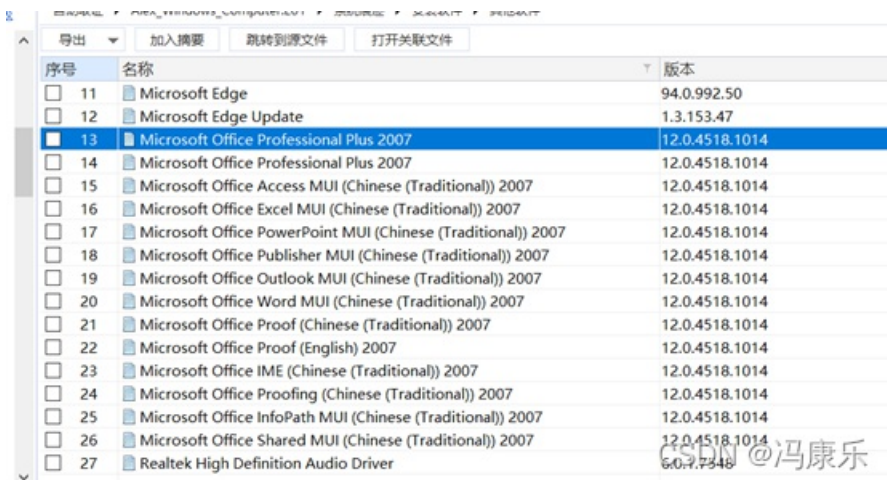 Alex_Windows_Computer.E01
导出 加入摘要 跳转到源文件 打开关联文件
序号 名称 版本
11 Microsoft Edge 94.0.992.50
12 Microsoft Edge Update 1.3.153.47
13 Microsoft Office Professional Plus 2007 12.0.4518.1014
14 Microsoft Office Professional Plus 2007 12.0.4518.1014
15 Microsoft Office Access MUI (Chinese (Traditional)) 2007 12.0.4518.1014
16 Microsoft Office Excel MUI (Chinese (Traditional)) 2007 12.0.4518.1014
17 Microsoft Office PowerPoint MUI (Chinese (Traditional)) 2007 12.0.4518.1014
18 Microsoft Office Publisher MUI (Chinese (Traditional)) 2007 12.0.4518.1014
19 Microsoft Office Outlook MUI (Chinese (Traditional)) 2007 12.0.4518.1014
20 Microsoft Office Word MUI (Chinese (Traditional)) 2007 12.0.4518.1014
21 Microsoft Office Proof (Chinese (Traditional)) 2007 12.0.4518.1014
22 Microsoft Office Proof (English) 2007 12.0.4518.1014
23 Microsoft Office IME (Chinese (Traditional)) 2007 12.0.4518.1014
24 Microsoft Office Proofing (Chinese (Traditional)) 2007 12.0.4518.1014
25 Microsoft Office InfoPath MUI (Chinese (Traditional)) 2007 12.0.4518.1014
26 Microsoft Office Shared MUI (Chinese (Traditional)) 2007 12.0.4518.1014
27 Realtek High Definition Audio Driver 6.0.1.7548
CSDN @冯康乐